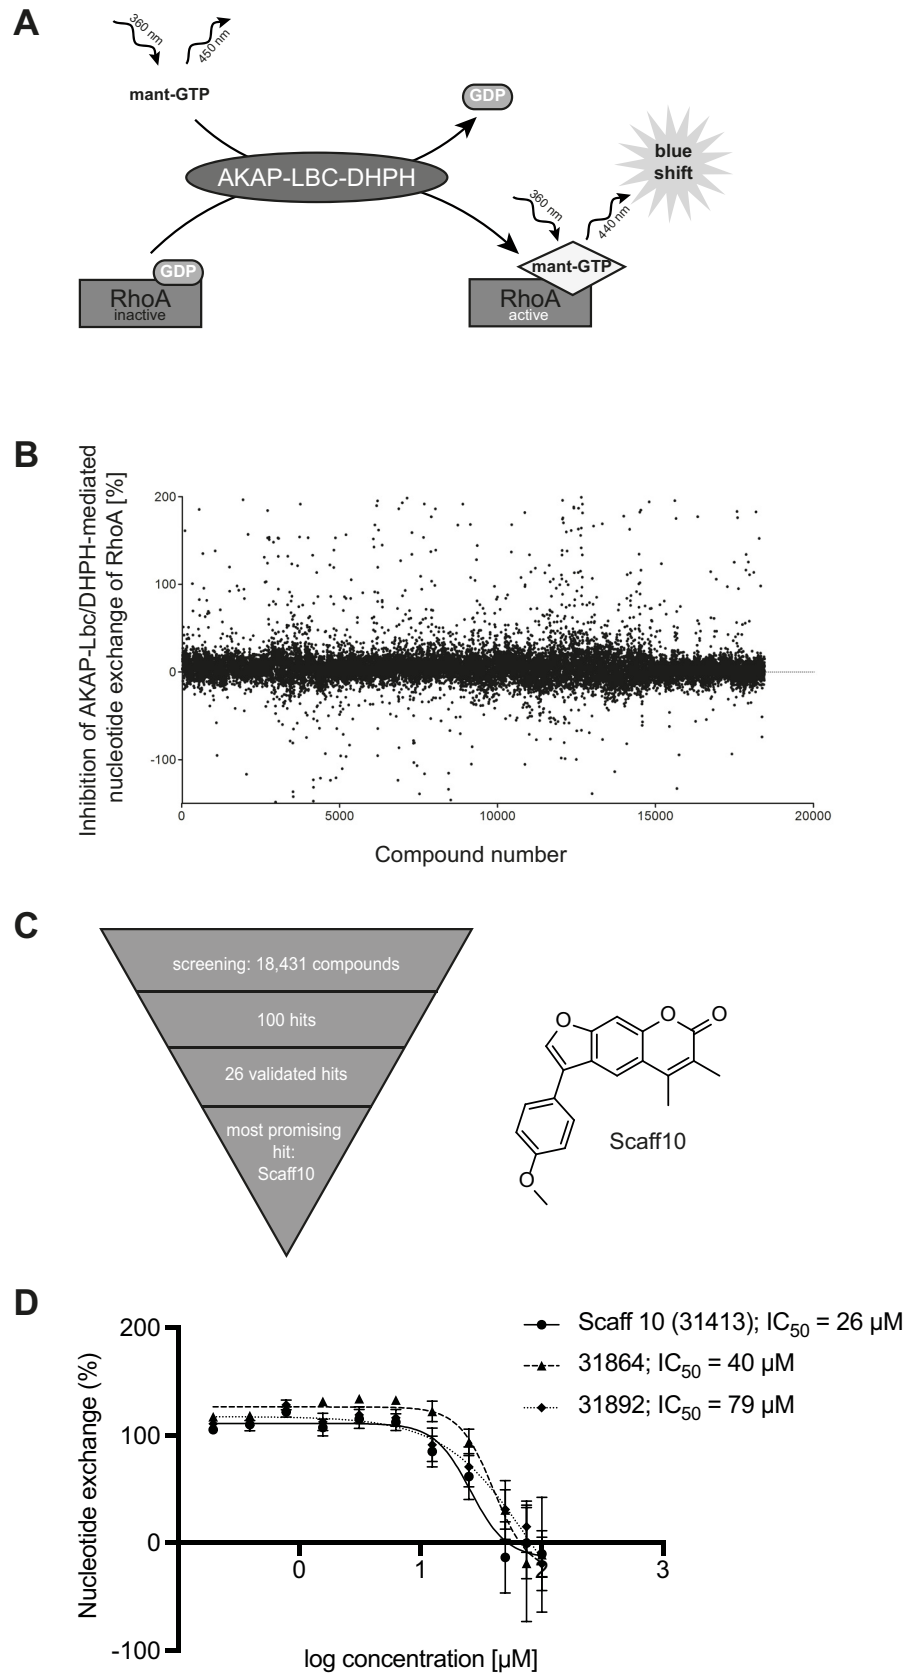 A
360 nm
450 nm
mant-GTP
GDP
AKAP-LBC-DHPH
blue
shift
360 nm
440 nm
GDP
mant-GTP
RhoA
inactive
RhoA
active
B
Inhibition of AKAP-Lbc/DHPH-mediated
nucleotide exchange of RhoA [%]
200
100
0
-100
0
5000
10000
15000
20000
Compound number
C
screening: 18,431 compounds
100 hits
26 validated hits
most promising
hit:
Scaff10
O
O
O
O
Scaff10
D
Nucleotide exchange (%)
200
100
0
-100
0
1
2
3
log concentration [µM]
Scaff 10 (31413); IC50 = 26 µM
31864; IC50 = 40 µM
31892; IC50 = 79 µM